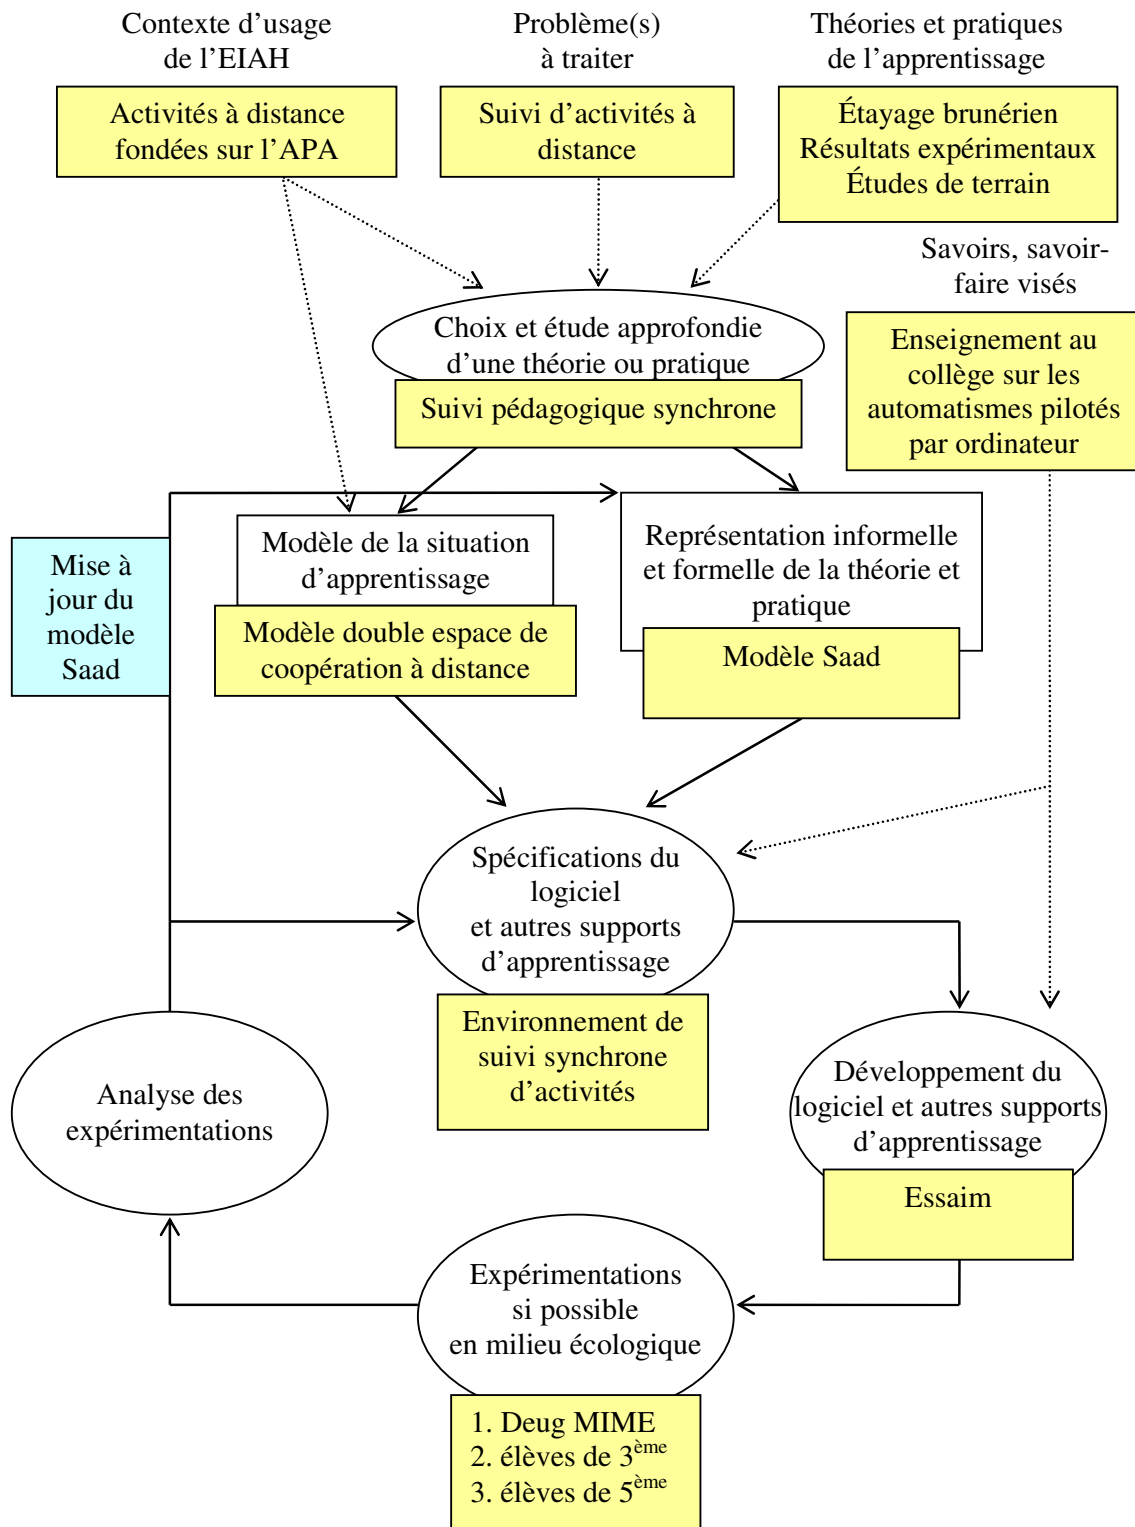 Contexte d’usage
de l’EIAH
Activités à distance
fondées sur l’APA
Problème(s)
à traiter
Suivi d’activités à
distance
Théories et pratiques
de l’apprentissage
Étayage brunérien
Résultats expérimentaux
Études de terrain
Savoirs, savoir-
faire visés
Enseignement au
collège sur les
automatismes pilotés
par ordinateur
Choix et étude approfondie
d’une théorie ou pratique
Suivi pédagogique synchrone
Mise à
jour du
modèle
Saad
Modèle de la situation
d’apprentissage
Modèle double espace de
coopération à distance
Représentation informelle
et formelle de la théorie et
pratique
Modèle Saad
Spécifications du
logiciel
et autres supports
d’apprentissage
Environnement de
suivi synchrone
d’activités
Analyse des
expérimentations
Développement du
logiciel et autres supports
d’apprentissage
Essaim
Expérimentations
si possible
en milieu écologique
1. Deug MIME
2. élèves de 3ème
3. élèves de 5ème